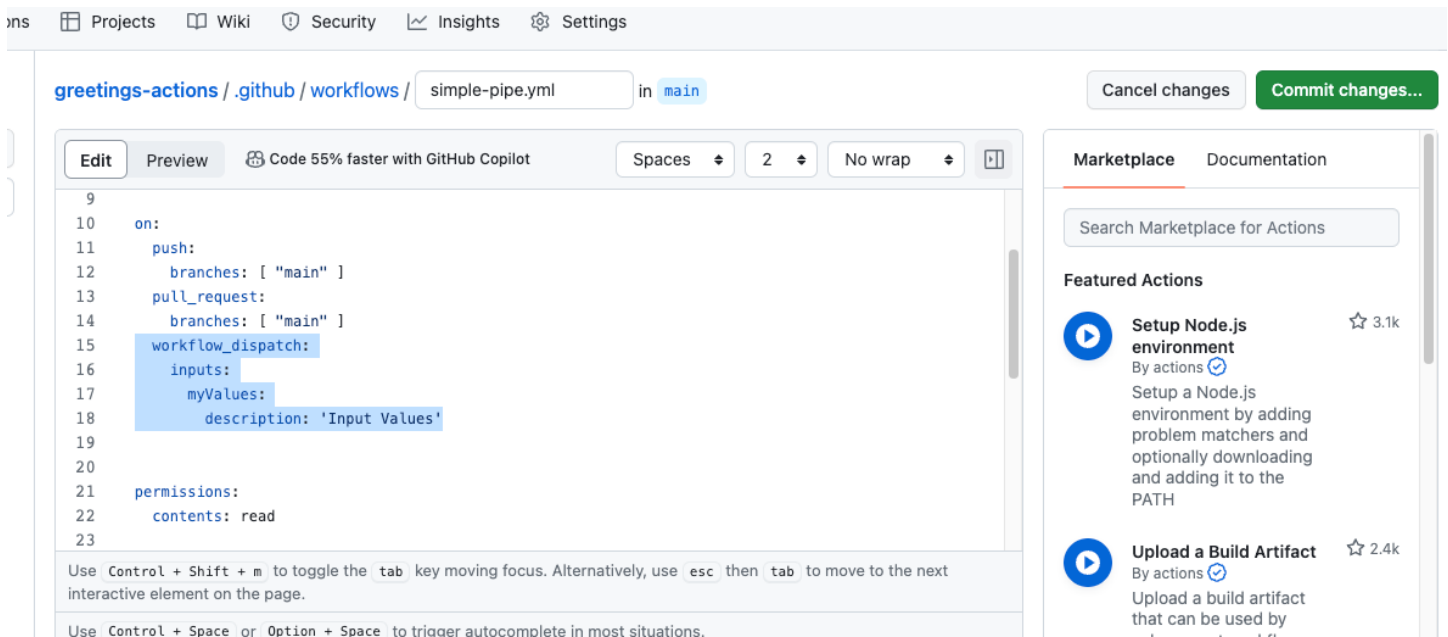 ons Projects Wiki Security Insights Settings
greetings-actions / .github / workflows / simple-pipe.yml in main Cancel changes Commit changes...
Edit Preview Code 55% faster with GitHub Copilot Spaces 2 No wrap
9
10 on:
11   push:
12     branches: [ "main" ]
13   pull_request:
14     branches: [ "main" ]
15   workflow_dispatch:
16     inputs:
17       myValues:
18         description: 'Input Values'
19
20
21 permissions:
22   contents: read
23
Use Control + Shift + m to toggle the tab key moving focus. Alternatively, use esc then tab to move to the next
interactive element on the page.
Use Control + Space or Option + Space to trigger autocomplete in most situations.
Marketplace Documentation
Search Marketplace for Actions
Featured Actions
Setup Node.js 3.1k
environment
By actions
Setup a Node.js
environment by adding
problem matchers and
optionally downloading
and adding it to the
PATH
Upload a Build Artifact 2.4k
By actions
Upload a build artifact
that can be used by